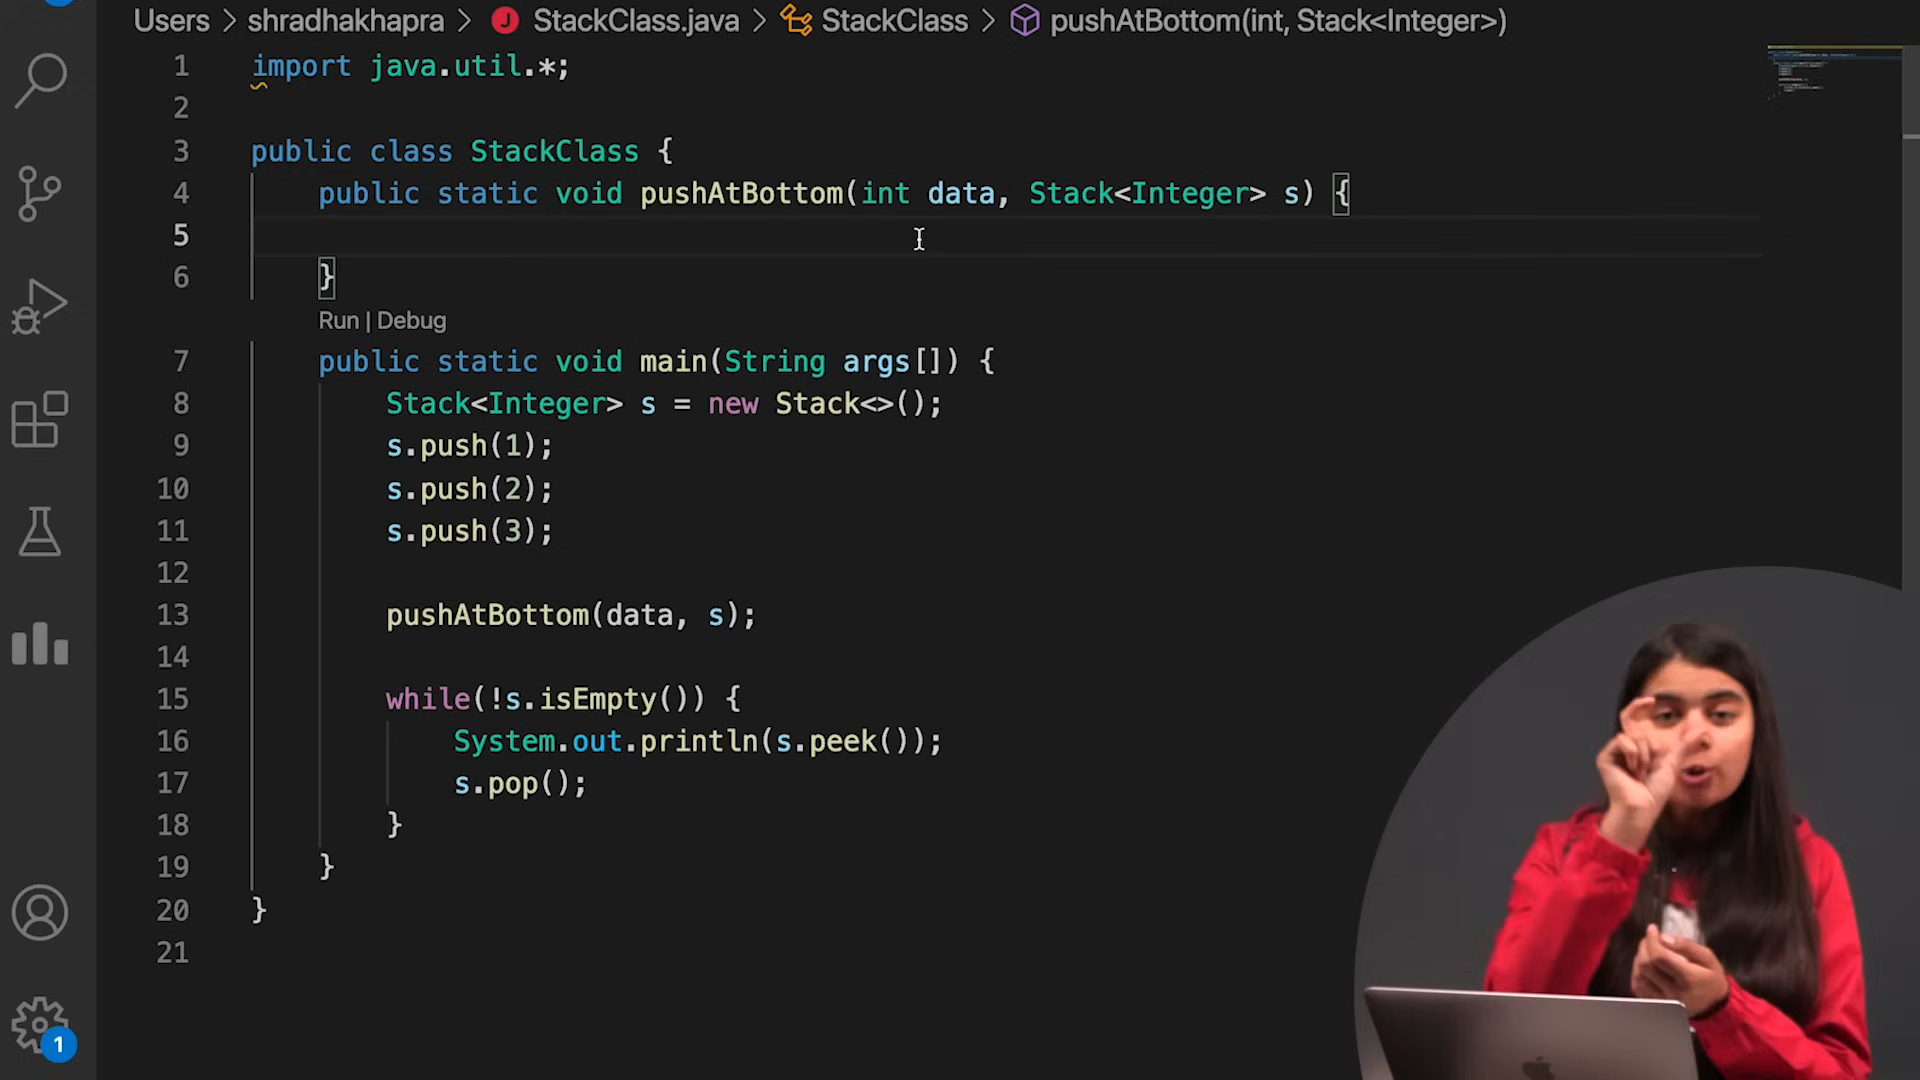 Users > shradhakhapra > J StackClass.java > StackClass > pushAtBottom(int, Stack<Integer>)
1 import java.util.*;
2
3 public class StackClass {
4 public static void pushAtBottom(int data, Stack<Integer> s) {
5
6 }
Run | Debug
7 public static void main(String args[]) {
8 Stack<Integer> s = new Stack<>();
9 s.push(1);
10 s.push(2);
11 s.push(3);
12
13 pushAtBottom(data, s);
14
15 while(!s.isEmpty()) {
16 System.out.println(s.peek());
17 s.pop();
18 }
19 }
20 }
21
1